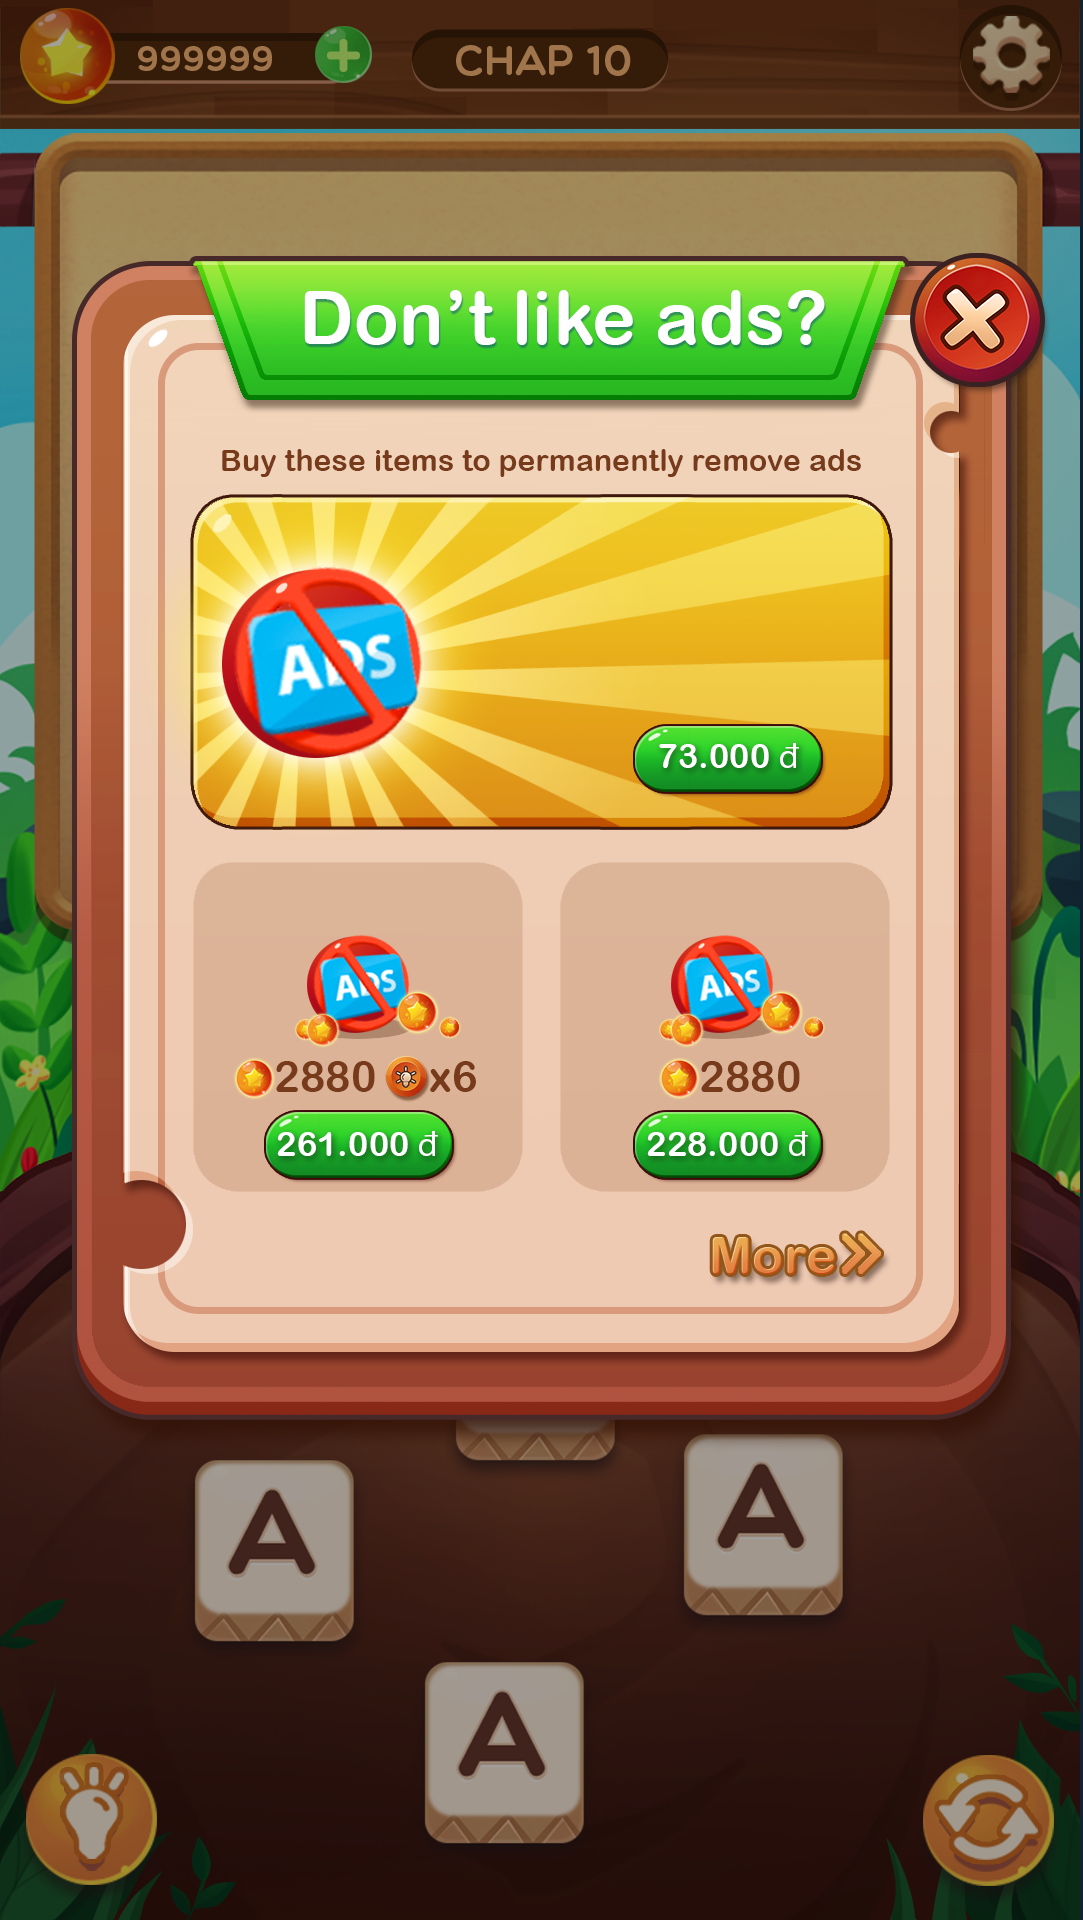 999999
CHAP 10
Don't like ads?
Buy these items to permanently remove ads
ADS
73.000 đ
ADS
ADS
2880 x6
2880
261.000 đ
228.000 đ
More
A
A
A